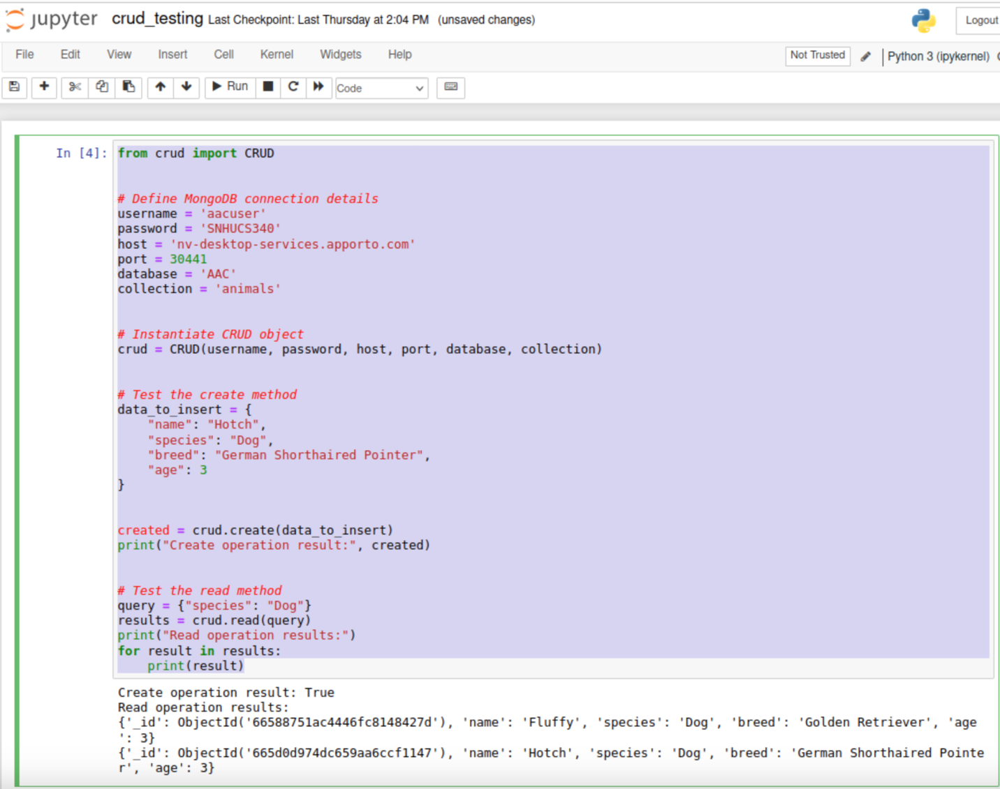 jupyter crud_testing Last Checkpoint: Last Thursday at 2:04 PM (unsaved changes)
Logout
File Edit View Insert Cell Kernel Widgets Help
Not Trusted Python 3 (ipykernel)
Run Code
In [4]: from crud import CRUD
# Define MongoDB connection details
username = 'aacuser'
password = 'SNHUCS340'
host = 'nv-desktop-services.apporto.com'
port = 30441
database = 'AAC'
collection = 'animals'
# Instantiate CRUD object
crud = CRUD(username, password, host, port, database, collection)
# Test the create method
data_to_insert = {
    "name": "Hotch",
    "species": "Dog",
    "breed": "German Shorthaired Pointer",
    "age": 3
}
created = crud.create(data_to_insert)
print("Create operation result:", created)
# Test the read method
query = {"species": "Dog"}
results = crud.read(query)
print("Read operation results:")
for result in results:
    print(result)
Create operation result: True
Read operation results:
{'_id': ObjectId('66588751ac4446fc8148427d'), 'name': 'Fluffy', 'species': 'Dog', 'breed': 'Golden Retriever', 'age
': 3}
{'_id': ObjectId('665d0d974dc659aa6ccf1147'), 'name': 'Hotch', 'species': 'Dog', 'breed': 'German Shorthaired Pointe
r', 'age': 3}